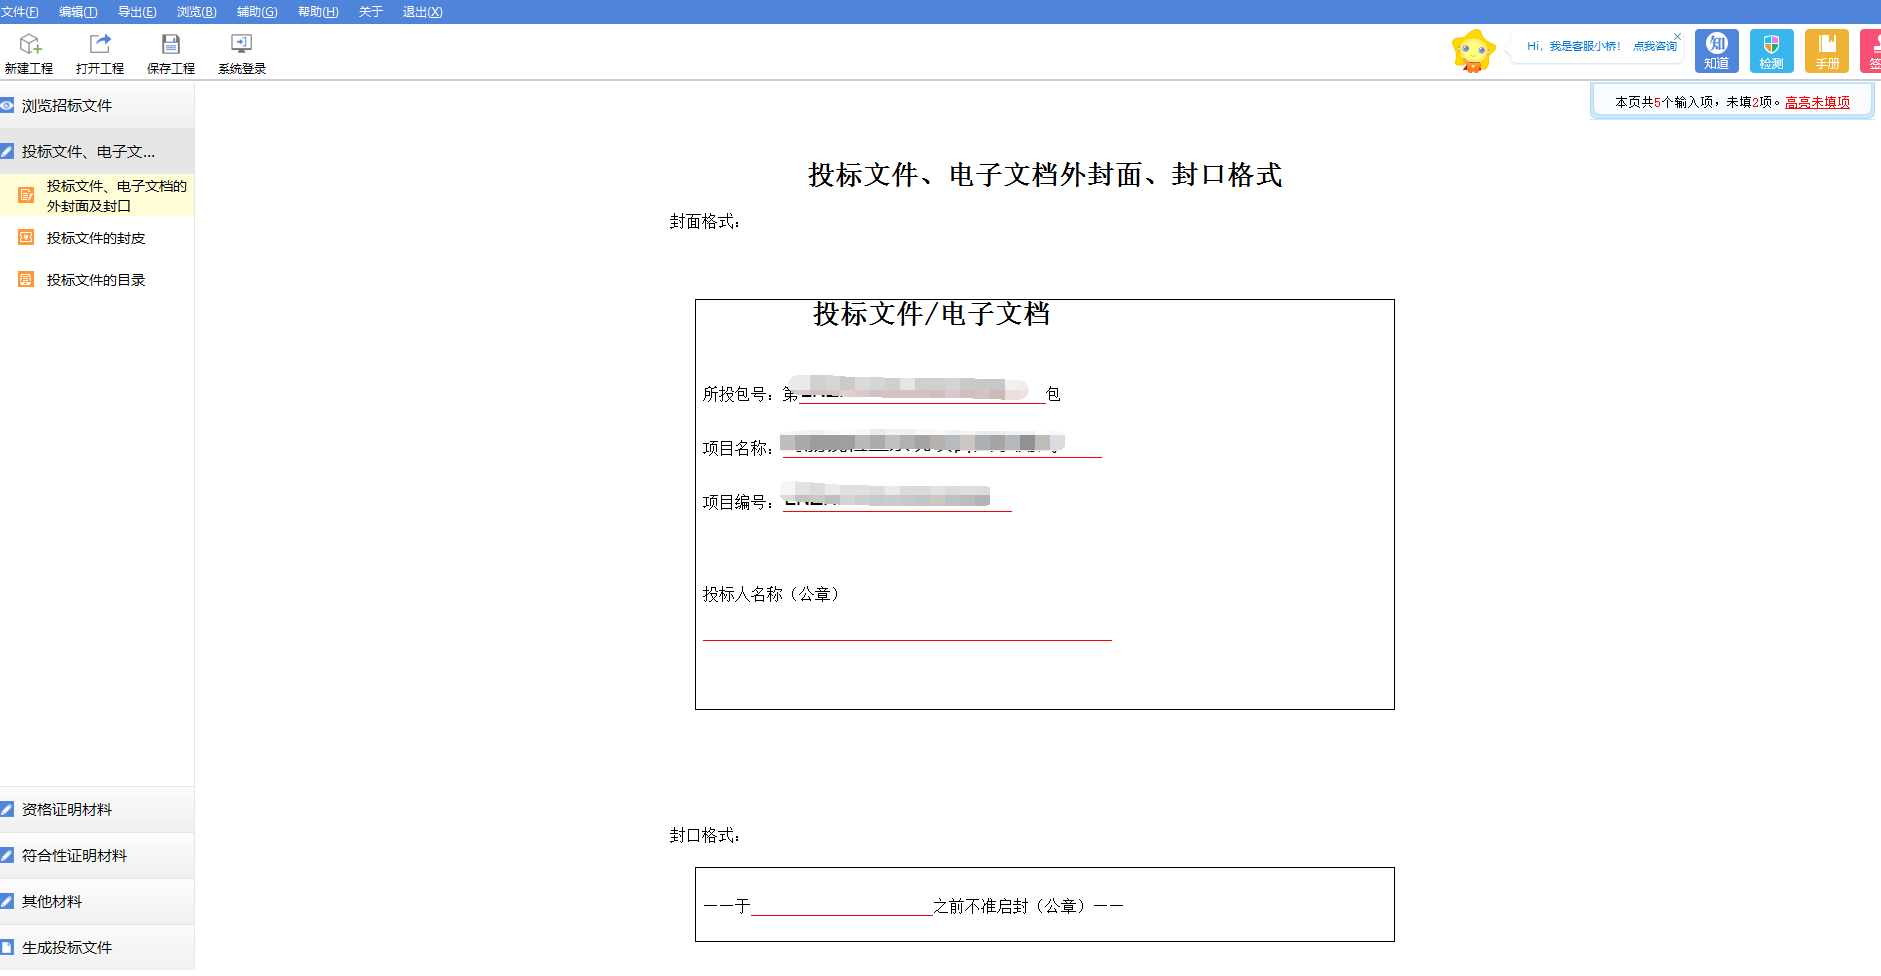 文件(F) 编辑(T) 导出(E) 浏览(B) 辅助(G) 帮助(H) 关于 退出(X)
新建工程 打开工程 保存工程 系统登录
Hi，我是客服小桥！ 点我咨询
知
知道 检测 手册
本页共5个输入项，未填2项。高亮未填项
浏览招标文件
投标文件、电子文...
投标文件、电子文档的
外封面及封口
投标文件的封皮
投标文件的目录
资格证明材料
符合性证明材料
其他材料
生成投标文件
投标文件、电子文档外封面、封口格式
封面格式：
投标文件/电子文档
所投包号：第 包
项目名称：
项目编号：
投标人名称（公章）
封口格式：
——于 之前不准启封（公章）——